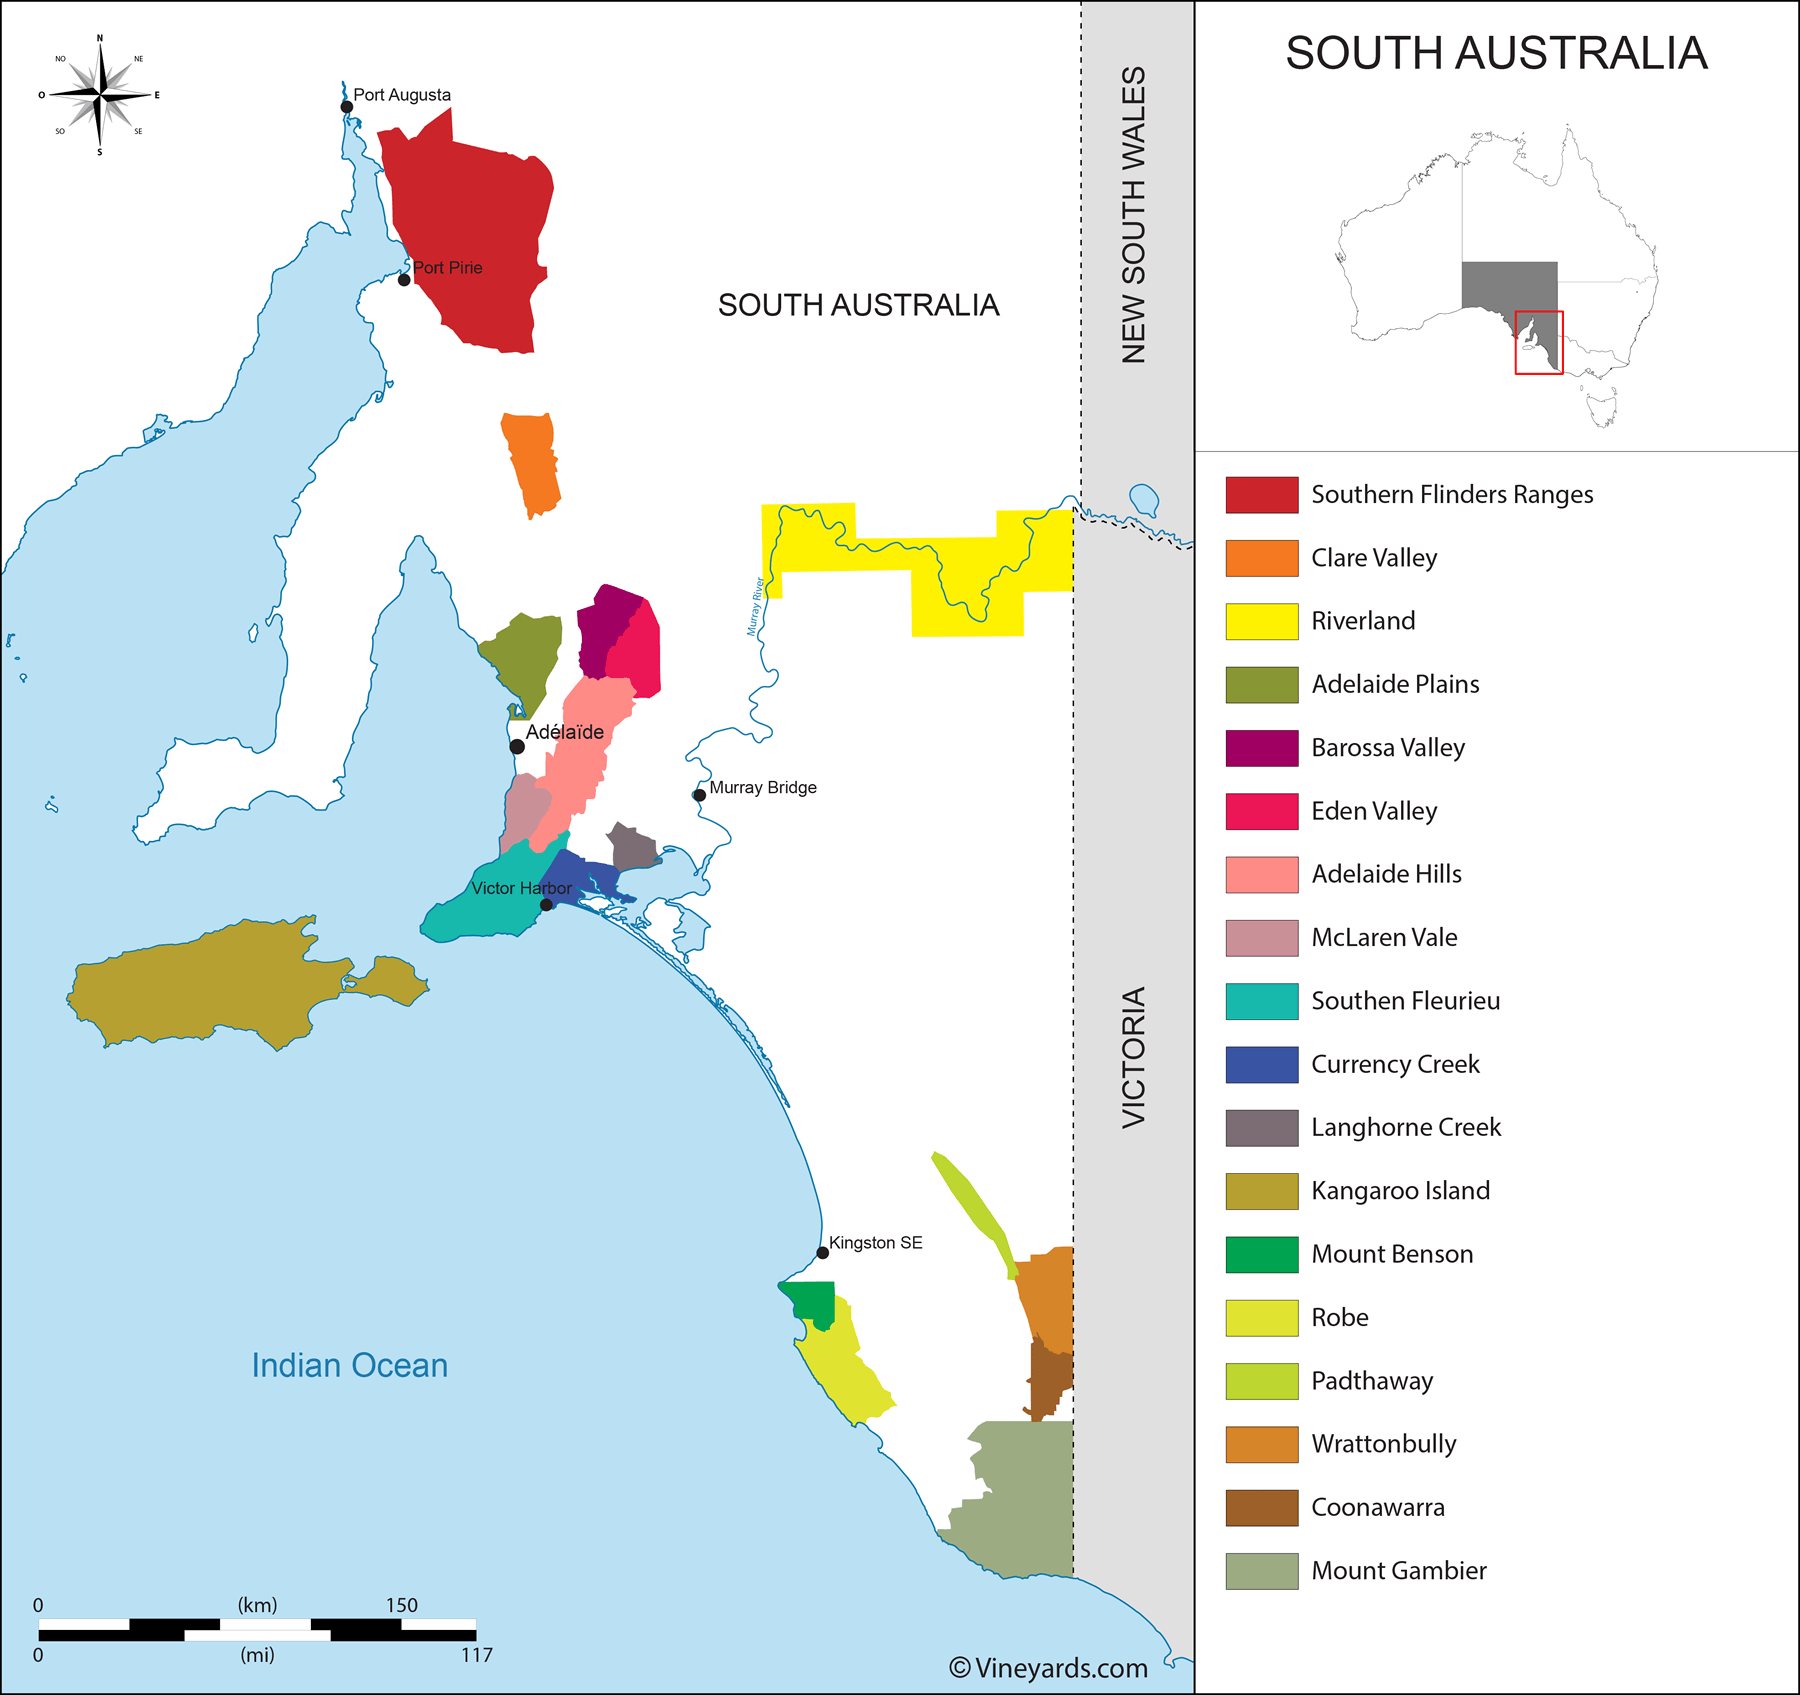 N
NO
NE
O
E
SO
SE
S
Port Augusta
Port Pirie
SOUTH AUSTRALIA
NEW SOUTH WALES
Murray River
Adélaïde
Murray Bridge
Victor Harbor
VICTORIA
Kingston SE
Indian Ocean
0 (km) 150
0 (mi) 117
© Vineyards.com
SOUTH AUSTRALIA
Southern Flinders Ranges
Clare Valley
Riverland
Adelaide Plains
Barossa Valley
Eden Valley
Adelaide Hills
McLaren Vale
Southen Fleurieu
Currency Creek
Langhorne Creek
Kangaroo Island
Mount Benson
Robe
Padthaway
Wrattonbully
Coonawarra
Mount Gambier